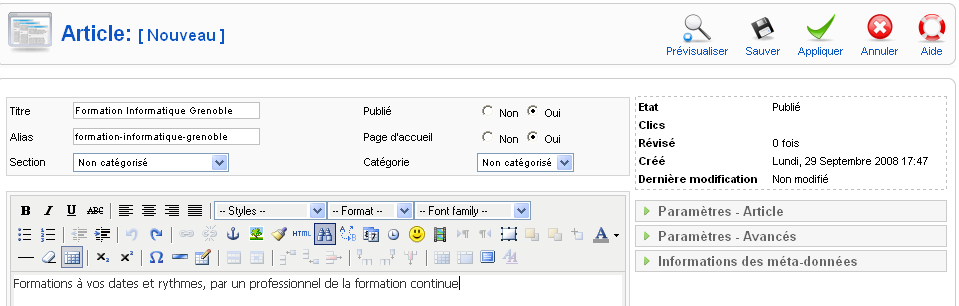 Article: [ Nouveau ]
Prévisualiser Sauver Appliquer Annuler Aide
Titre Formation Informatique Grenoble Publié Non Oui
Alias formation-informatique-grenoble Page d'accueil Non Oui
Section Non catégorisé Catégorie Non catégorisé
Etat Publié
Clics
Révisé 0 fois
Créé Lundi, 29 Septembre 2008 17:47
Dernière modification Non modifié
Paramètres - Article
Paramètres - Avancés
Informations des méta-données
B I U ABC -- Styles -- -- Format -- -- Font family --
HTML A
x₂ x² Ω
Formations à vos dates et rythmes, par un professionnel de la formation continue